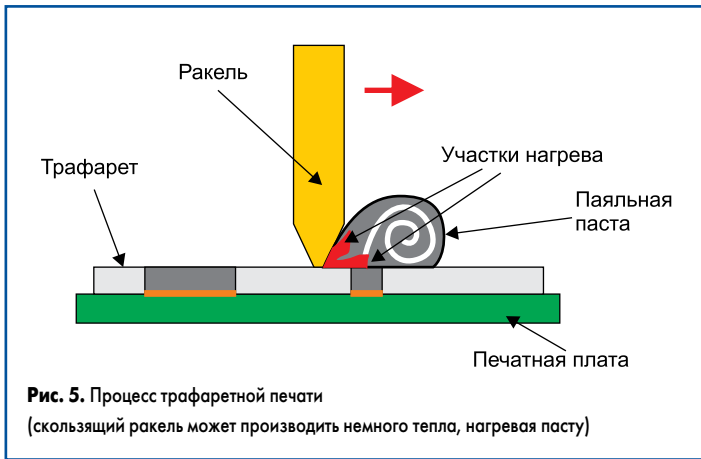 Ракель
Участки нагрева
Трафарет
Паяльная
паста
Печатная плата
Рис. 5. Процесс трафаретной печати
(скользящий ракель может производить немного тепла, нагревая пасту)